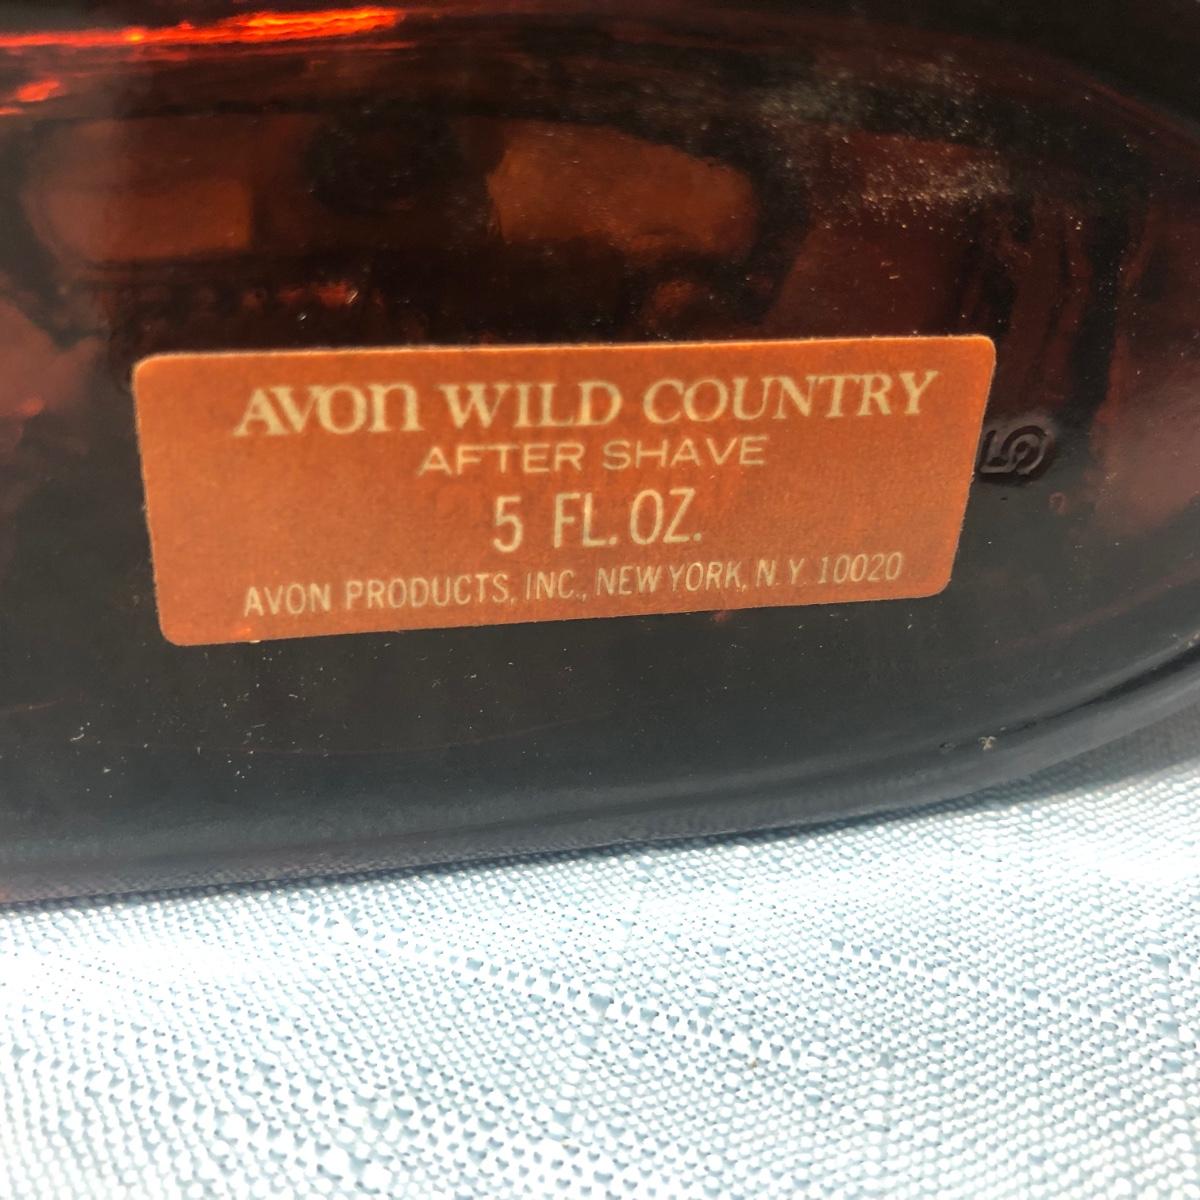 AVON WILD COUNTRY
AFTER SHAVE
5 FL. OZ.
AVON PRODUCTS, INC., NEW YORK, N.Y. 10020